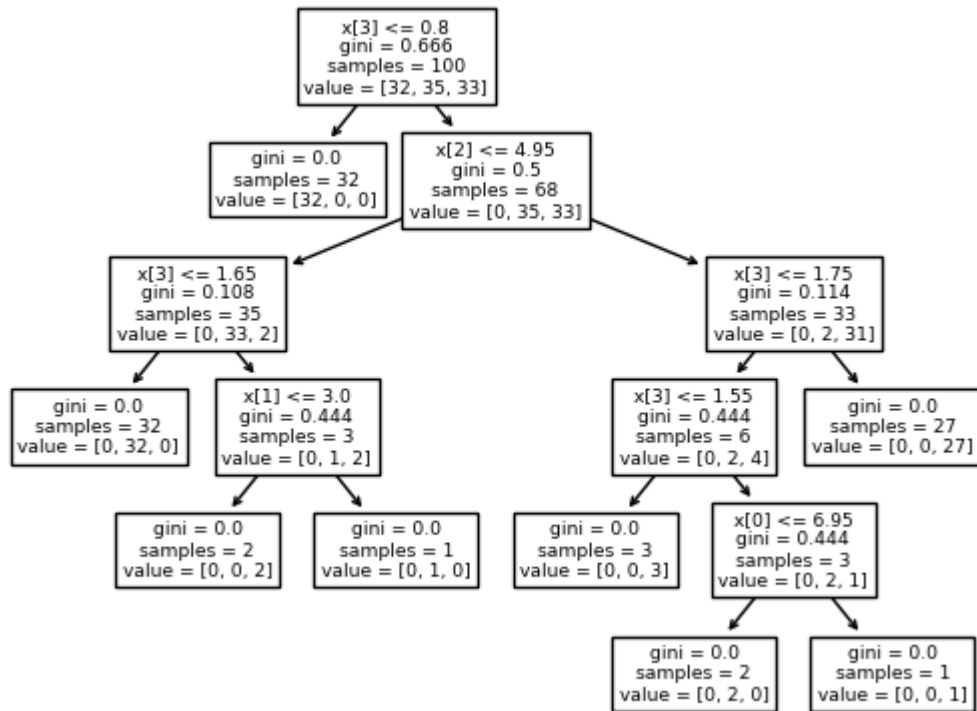 x[3] <= 0.8
gini = 0.666
samples = 100
value = [32, 35, 33]
gini = 0.0
samples = 32
value = [32, 0, 0]
x[2] <= 4.95
gini = 0.5
samples = 68
value = [0, 35, 33]
x[3] <= 1.65
gini = 0.108
samples = 35
value = [0, 33, 2]
x[3] <= 1.75
gini = 0.114
samples = 33
value = [0, 2, 31]
gini = 0.0
samples = 32
value = [0, 32, 0]
x[1] <= 3.0
gini = 0.444
samples = 3
value = [0, 1, 2]
x[3] <= 1.55
gini = 0.444
samples = 6
value = [0, 2, 4]
gini = 0.0
samples = 27
value = [0, 0, 27]
gini = 0.0
samples = 2
value = [0, 0, 2]
gini = 0.0
samples = 1
value = [0, 1, 0]
gini = 0.0
samples = 3
value = [0, 0, 3]
x[0] <= 6.95
gini = 0.444
samples = 3
value = [0, 2, 1]
gini = 0.0
samples = 2
value = [0, 2, 0]
gini = 0.0
samples = 1
value = [0, 0, 1]